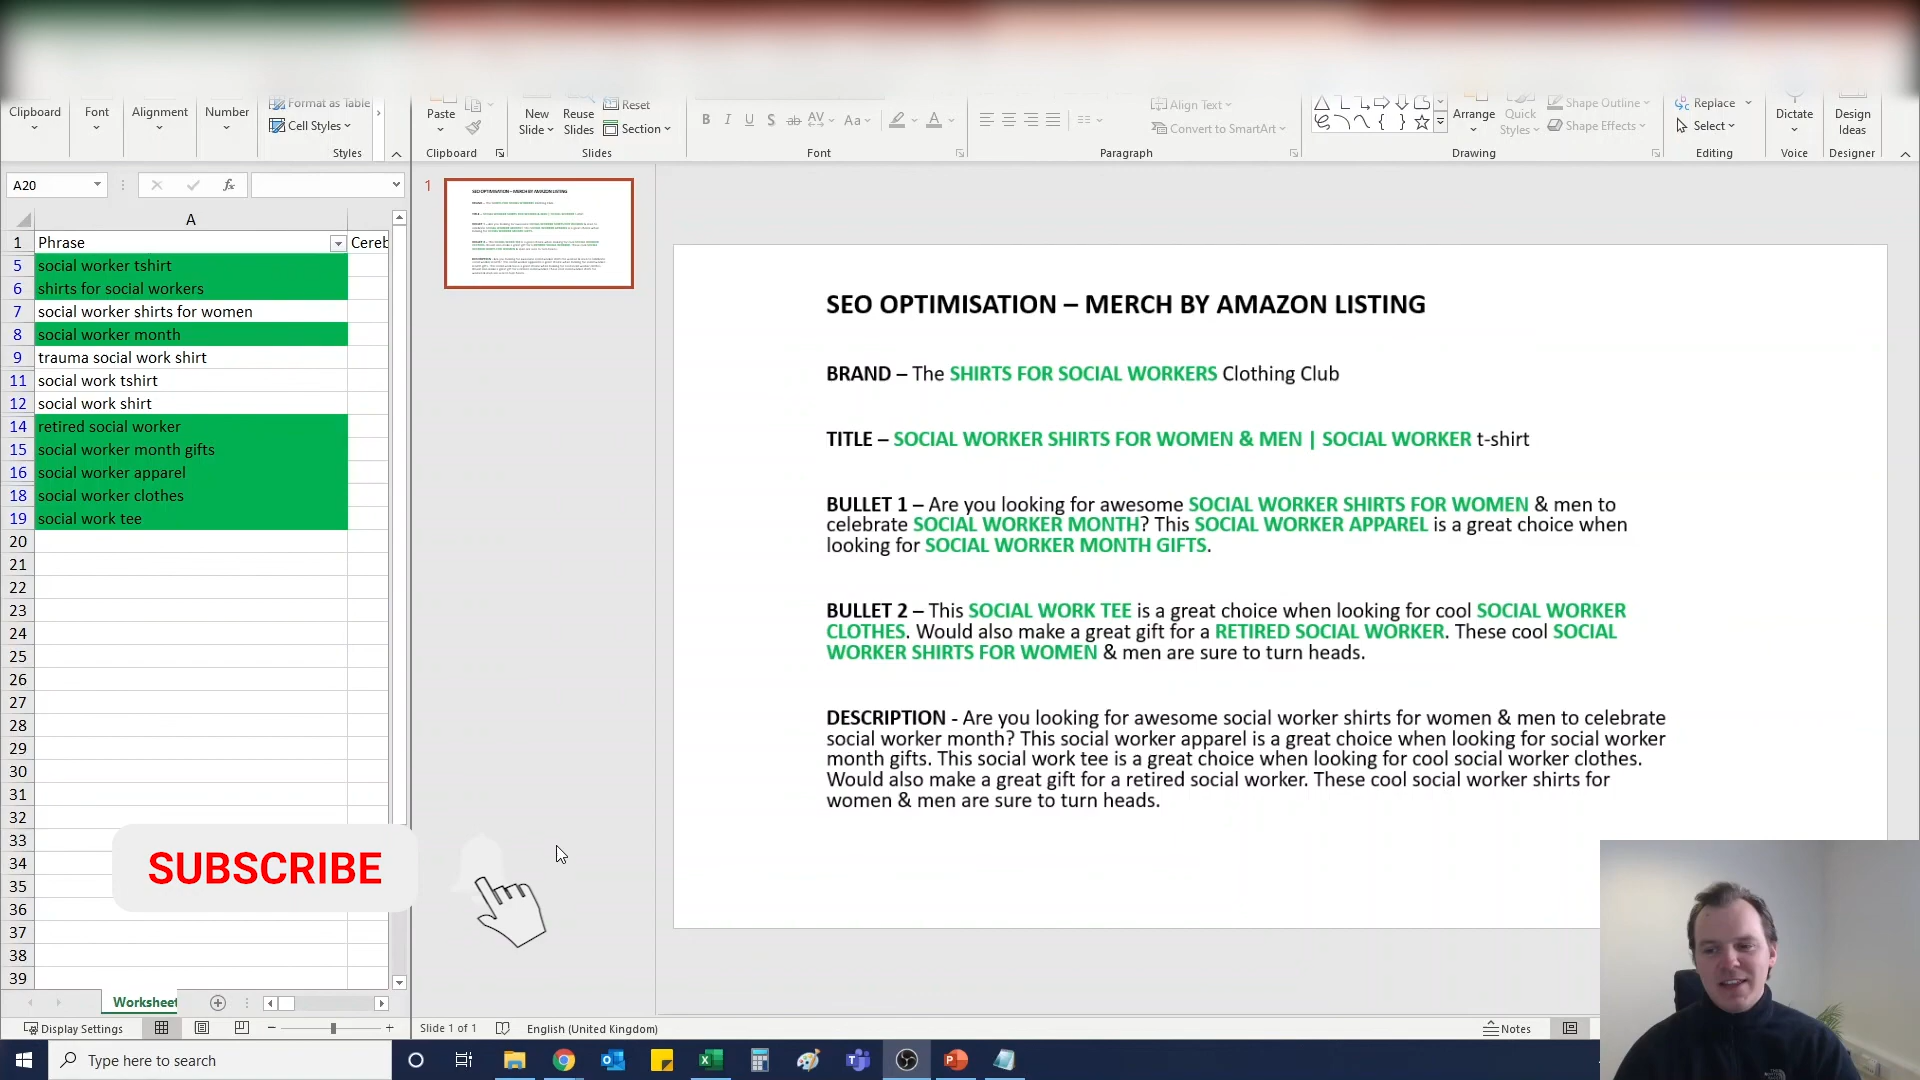 Clipboard
Font
Alignment
Number
Format as Table
Cell Styles
Styles
Paste
Clipboard
New
Slide
Reuse
Slides
Reset
Section
Slides
B I U S ab AV Aa A
Font
Align Text
Convert to SmartArt
Paragraph
Arrange
Quick
Styles
Shape Outline
Shape Effects
Drawing
Replace
Select
Editing
Dictate
Voice
Design
Ideas
Designer
A20
fx
A
1 Phrase Cereb
5 social worker tshirt
6 shirts for social workers
7 social worker shirts for women
8 social worker month
9 trauma social work shirt
11 social work tshirt
12 social work shirt
14 retired social worker
15 social worker month gifts
16 social worker apparel
18 social worker clothes
19 social work tee
20
21
22
23
24
25
26
27
28
29
30
31
32
33
34
35
36
37
38
39
SUBSCRIBE
Worksheet
Display Settings
1
SEO OPTIMISATION – MERCH BY AMAZON LISTING
BRAND – The SHIRTS FOR SOCIAL WORKERS Clothing Club
TITLE – SOCIAL WORKER SHIRTS FOR WOMEN & MEN | SOCIAL WORKER t-shirt
BULLET 1 – Are you looking for awesome SOCIAL WORKER SHIRTS FOR WOMEN & men to
celebrate SOCIAL WORKER MONTH? This SOCIAL WORKER APPAREL is a great choice when
looking for SOCIAL WORKER MONTH GIFTS.
BULLET 2 – This SOCIAL WORK TEE is a great choice when looking for cool SOCIAL WORKER
CLOTHES. Would also make a great gift for a RETIRED SOCIAL WORKER. These cool SOCIAL
WORKER SHIRTS FOR WOMEN & men are sure to turn heads.
DESCRIPTION - Are you looking for awesome social worker shirts for women & men to celebrate
social worker month? This social worker apparel is a great choice when looking for social worker
month gifts. This social work tee is a great choice when looking for cool social worker clothes.
Would also make a great gift for a retired social worker. These cool social worker shirts for
women & men are sure to turn heads.
Slide 1 of 1
English (United Kingdom)
Notes
Type here to search